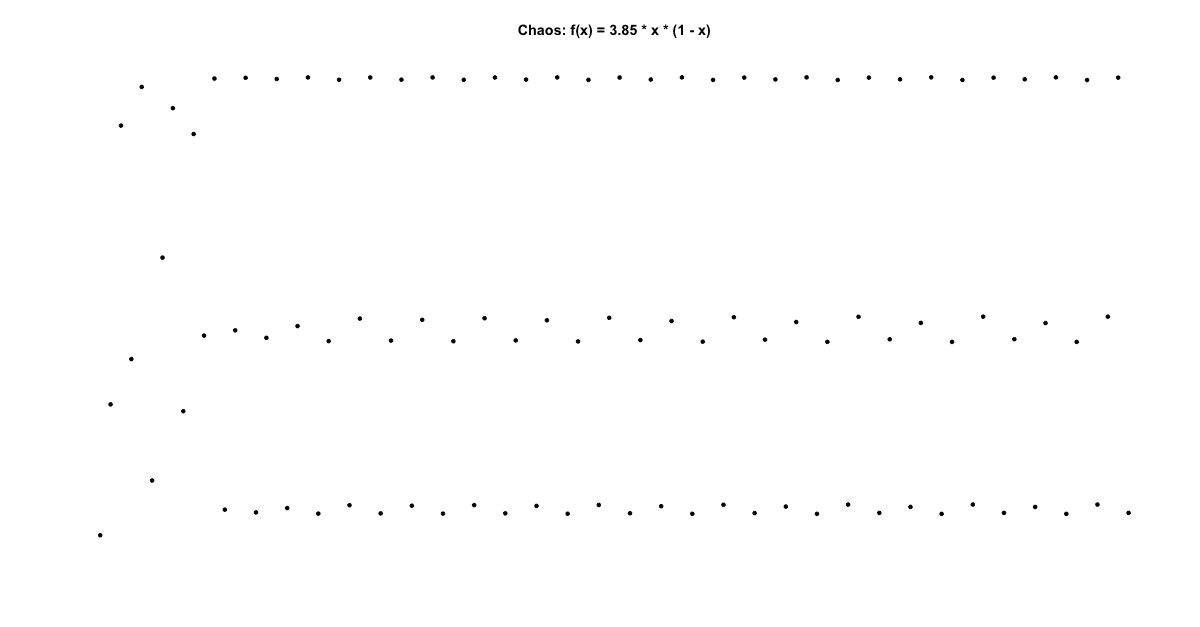 Chaos: f(x) = 3.85 * x * (1 - x)